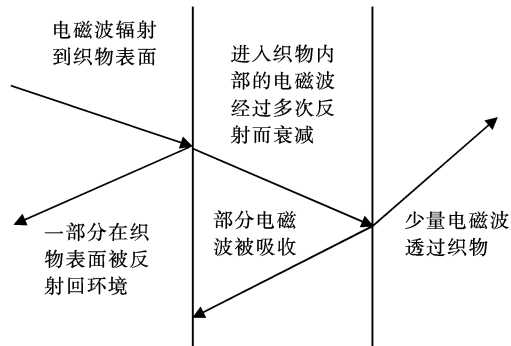 电磁波辐射
到织物表面
进入织物内
部的电磁波
经过多次反
射而衰减
一部分在织
物表面被反
射回环境
部分电磁
波被吸收
少量电磁波
透过织物